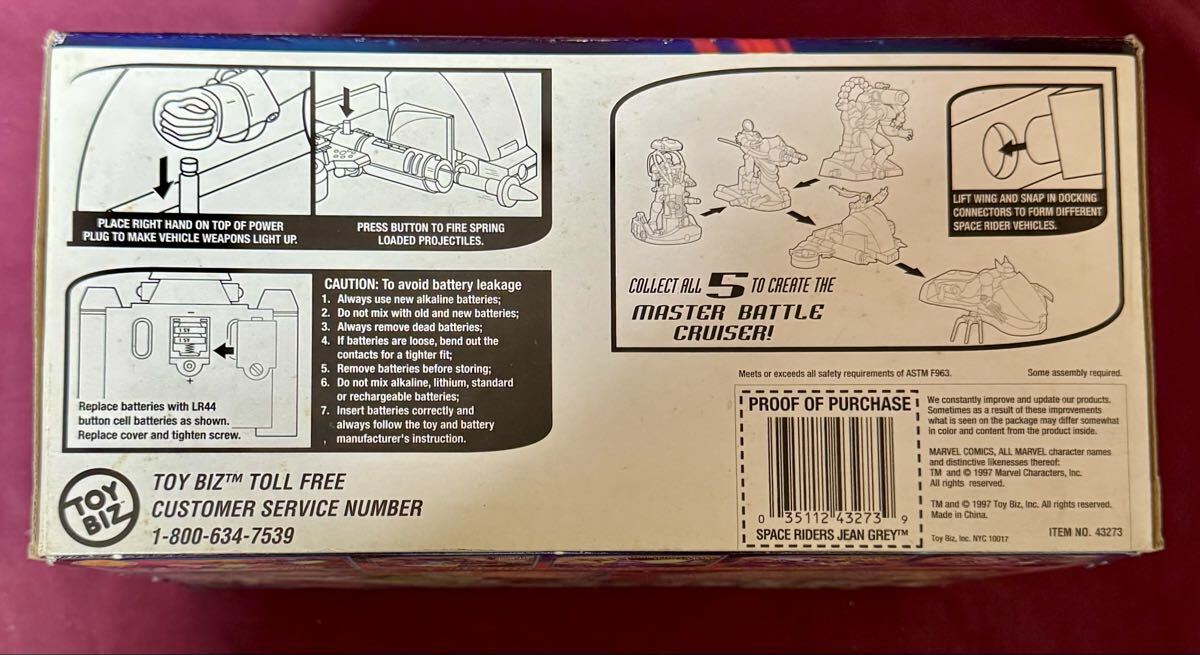 PLACE RIGHT HAND ON TOP OF POWER
PLUG TO MAKE VEHICLE WEAPONS LIGHT UP.
PRESS BUTTON TO FIRE SPRING
LOADED PROJECTILES.
Replace batteries with LR44
button cell batteries as shown.
Replace cover and tighten screw.
CAUTION: To avoid battery leakage
1. Always use new alkaline batteries;
2. Do not mix with old and new batteries;
3. Always remove dead batteries;
4. If batteries are loose, bend out the
contacts for a tighter fit;
5. Remove batteries before storing;
6. Do not mix alkaline, lithium, standard
or rechargeable batteries;
7. Insert batteries correctly and
always follow the toy and battery
manufacturer's instruction.
TOY
BIZ
TOY BIZ™ TOLL FREE
CUSTOMER SERVICE NUMBER
1-800-634-7539
LIFT WING AND SNAP IN DOCKING
CONNECTORS TO FORM DIFFERENT
SPACE RIDER VEHICLES.
COLLECT ALL 5 TO CREATE THE
MASTER BATTLE
CRUISER!
Meets or exceeds all safety requirements of ASTM F963.
Some assembly required.
PROOF OF PURCHASE
0 35112 43273 9
SPACE RIDERS JEAN GREY™
We constantly improve and update our products.
Sometimes as a result of these improvements
what is seen on the package may differ somewhat
in color and content from the product inside.
MARVEL COMICS, ALL MARVEL character names
and distinctive likenesses thereof:
TM and © 1997 Marvel Characters, Inc.
All rights reserved.
TM and © 1997 Toy Biz, Inc. All rights reserved.
Made in China.
Toy Biz, Inc. NYC 10017
ITEM NO. 43273